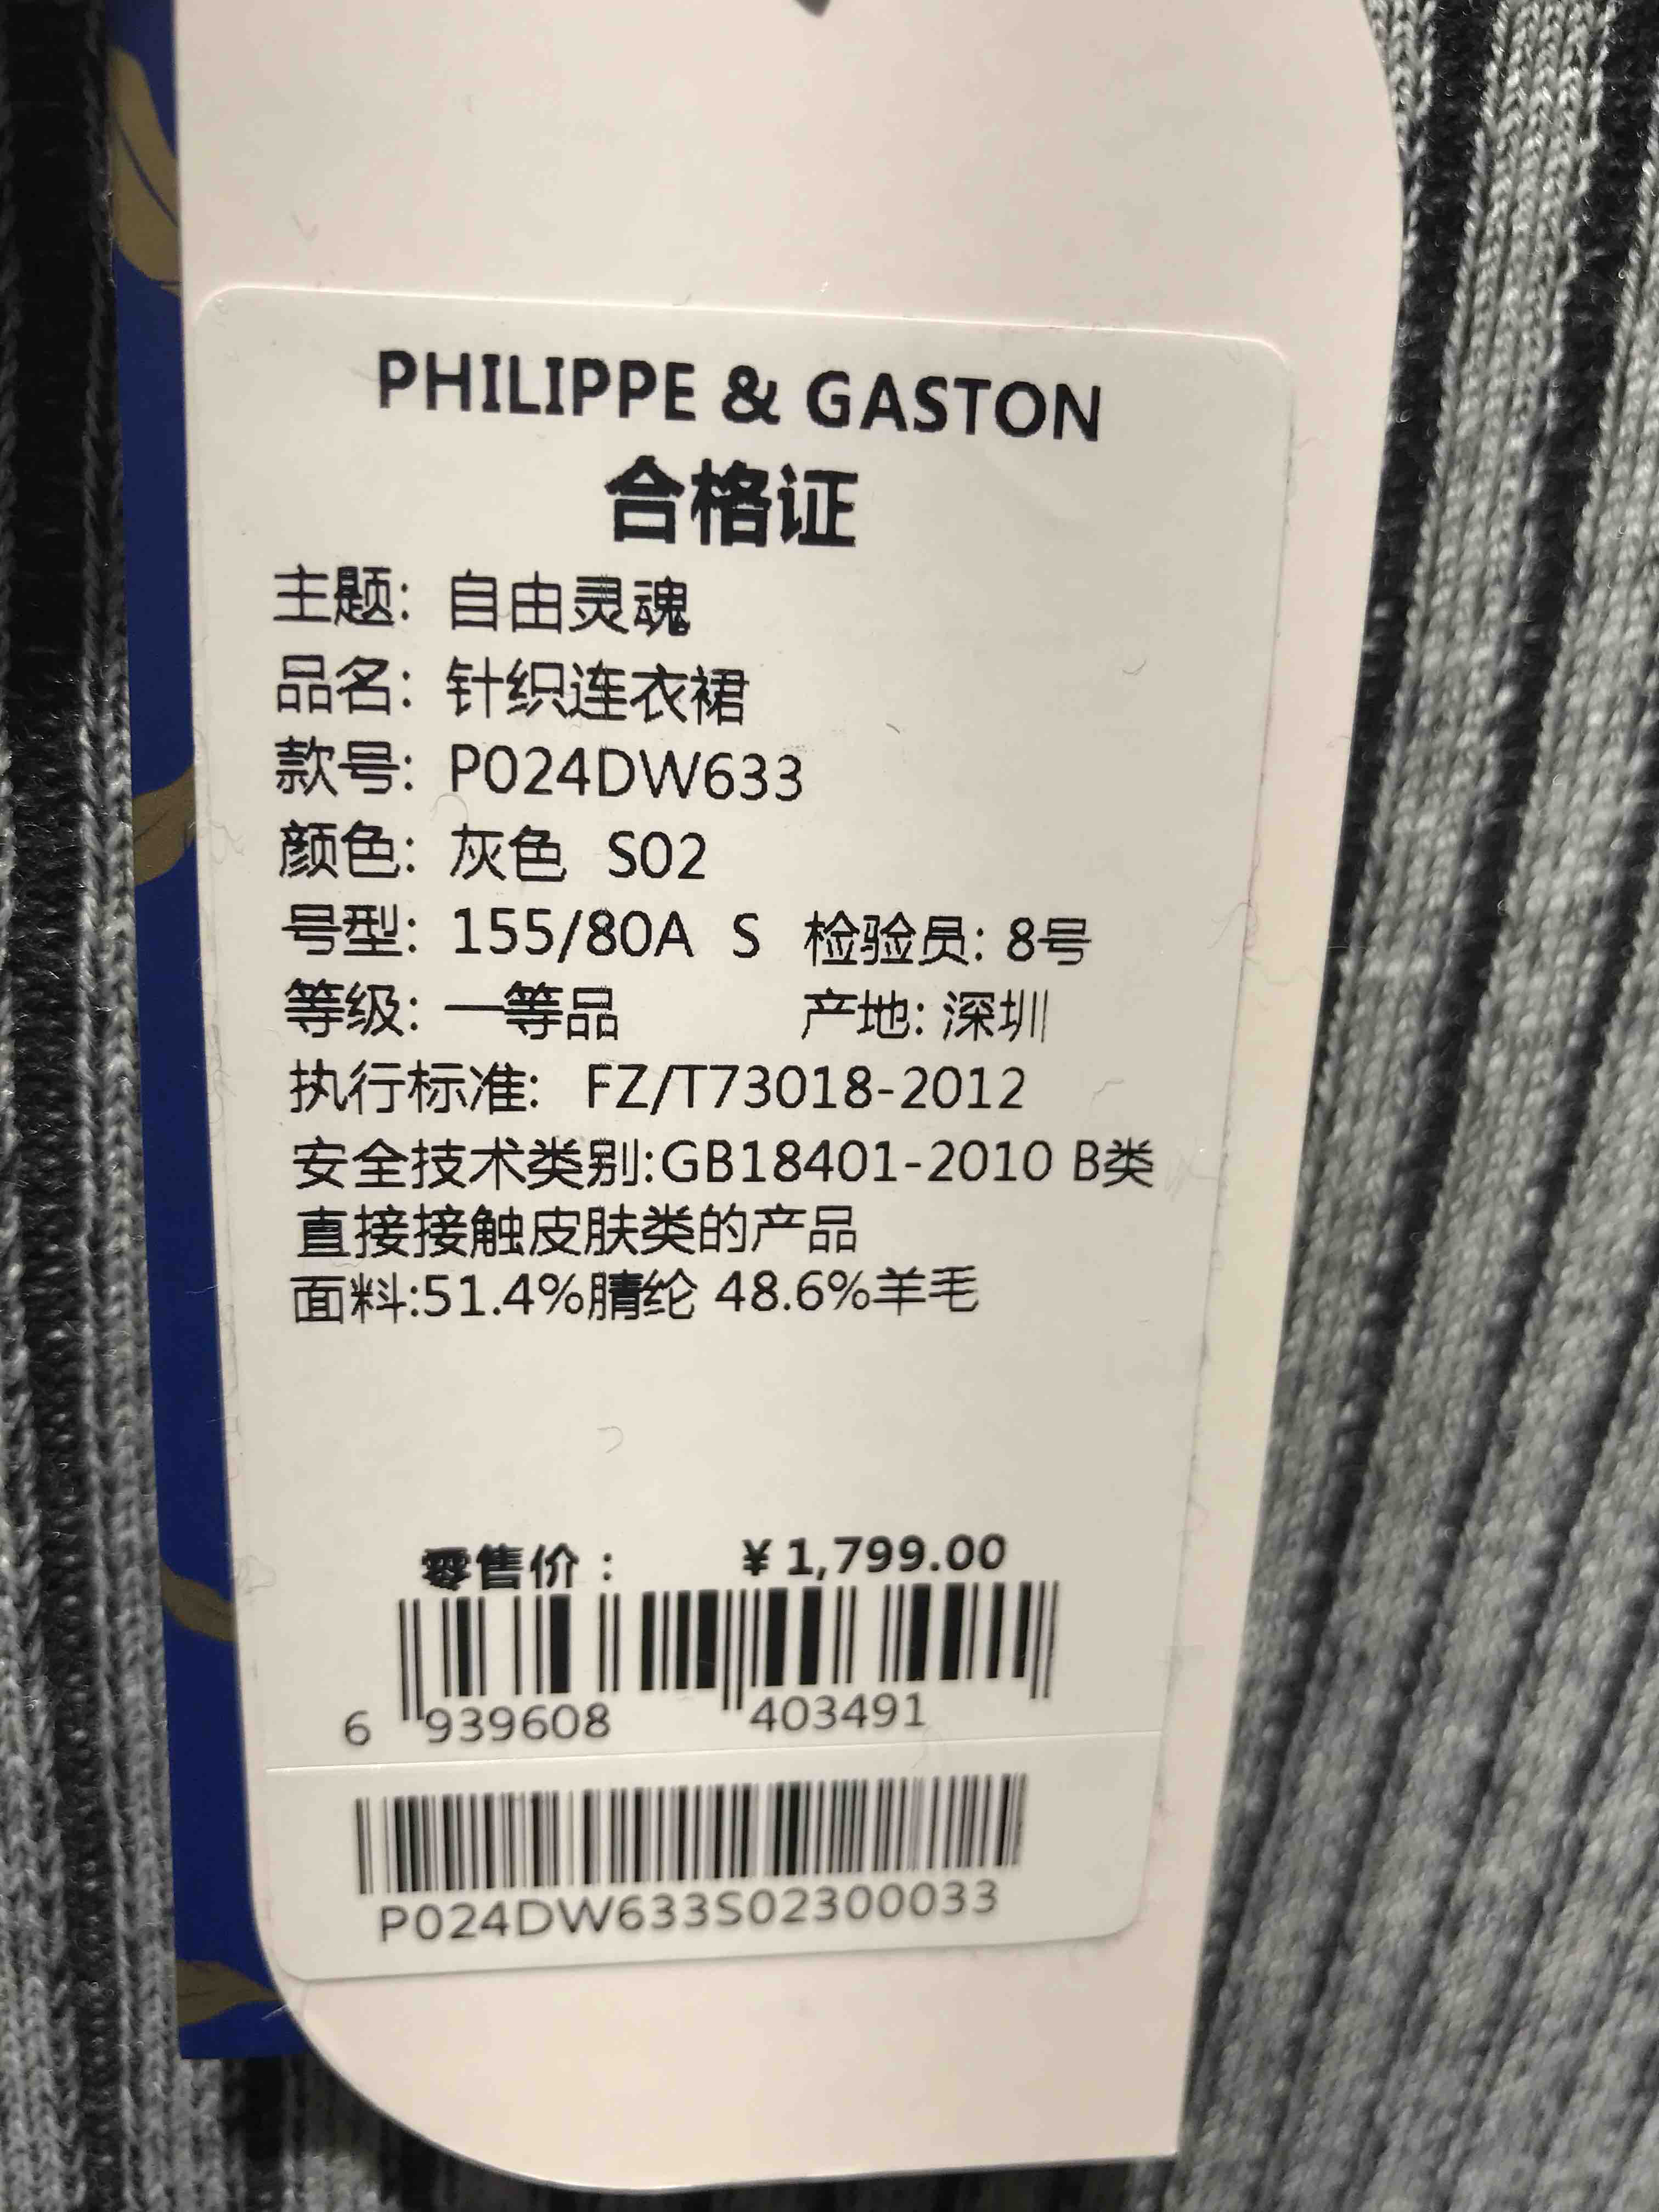 PHILIPPE & GASTON
合格证
主题: 自由灵魂
品名: 针织连衣裙
款号: P024DW633
颜色: 灰色 S02
号型: 155/80A S 检验员: 8号
等级: 一等品 产地: 深圳
执行标准: FZ/T73018-2012
安全技术类别:GB18401-2010 B类
直接接触皮肤类的产品
面料:51.4%腈纶 48.6%羊毛
零售价: ¥1,799.00
6 939608 403491
P024DW633S02300033